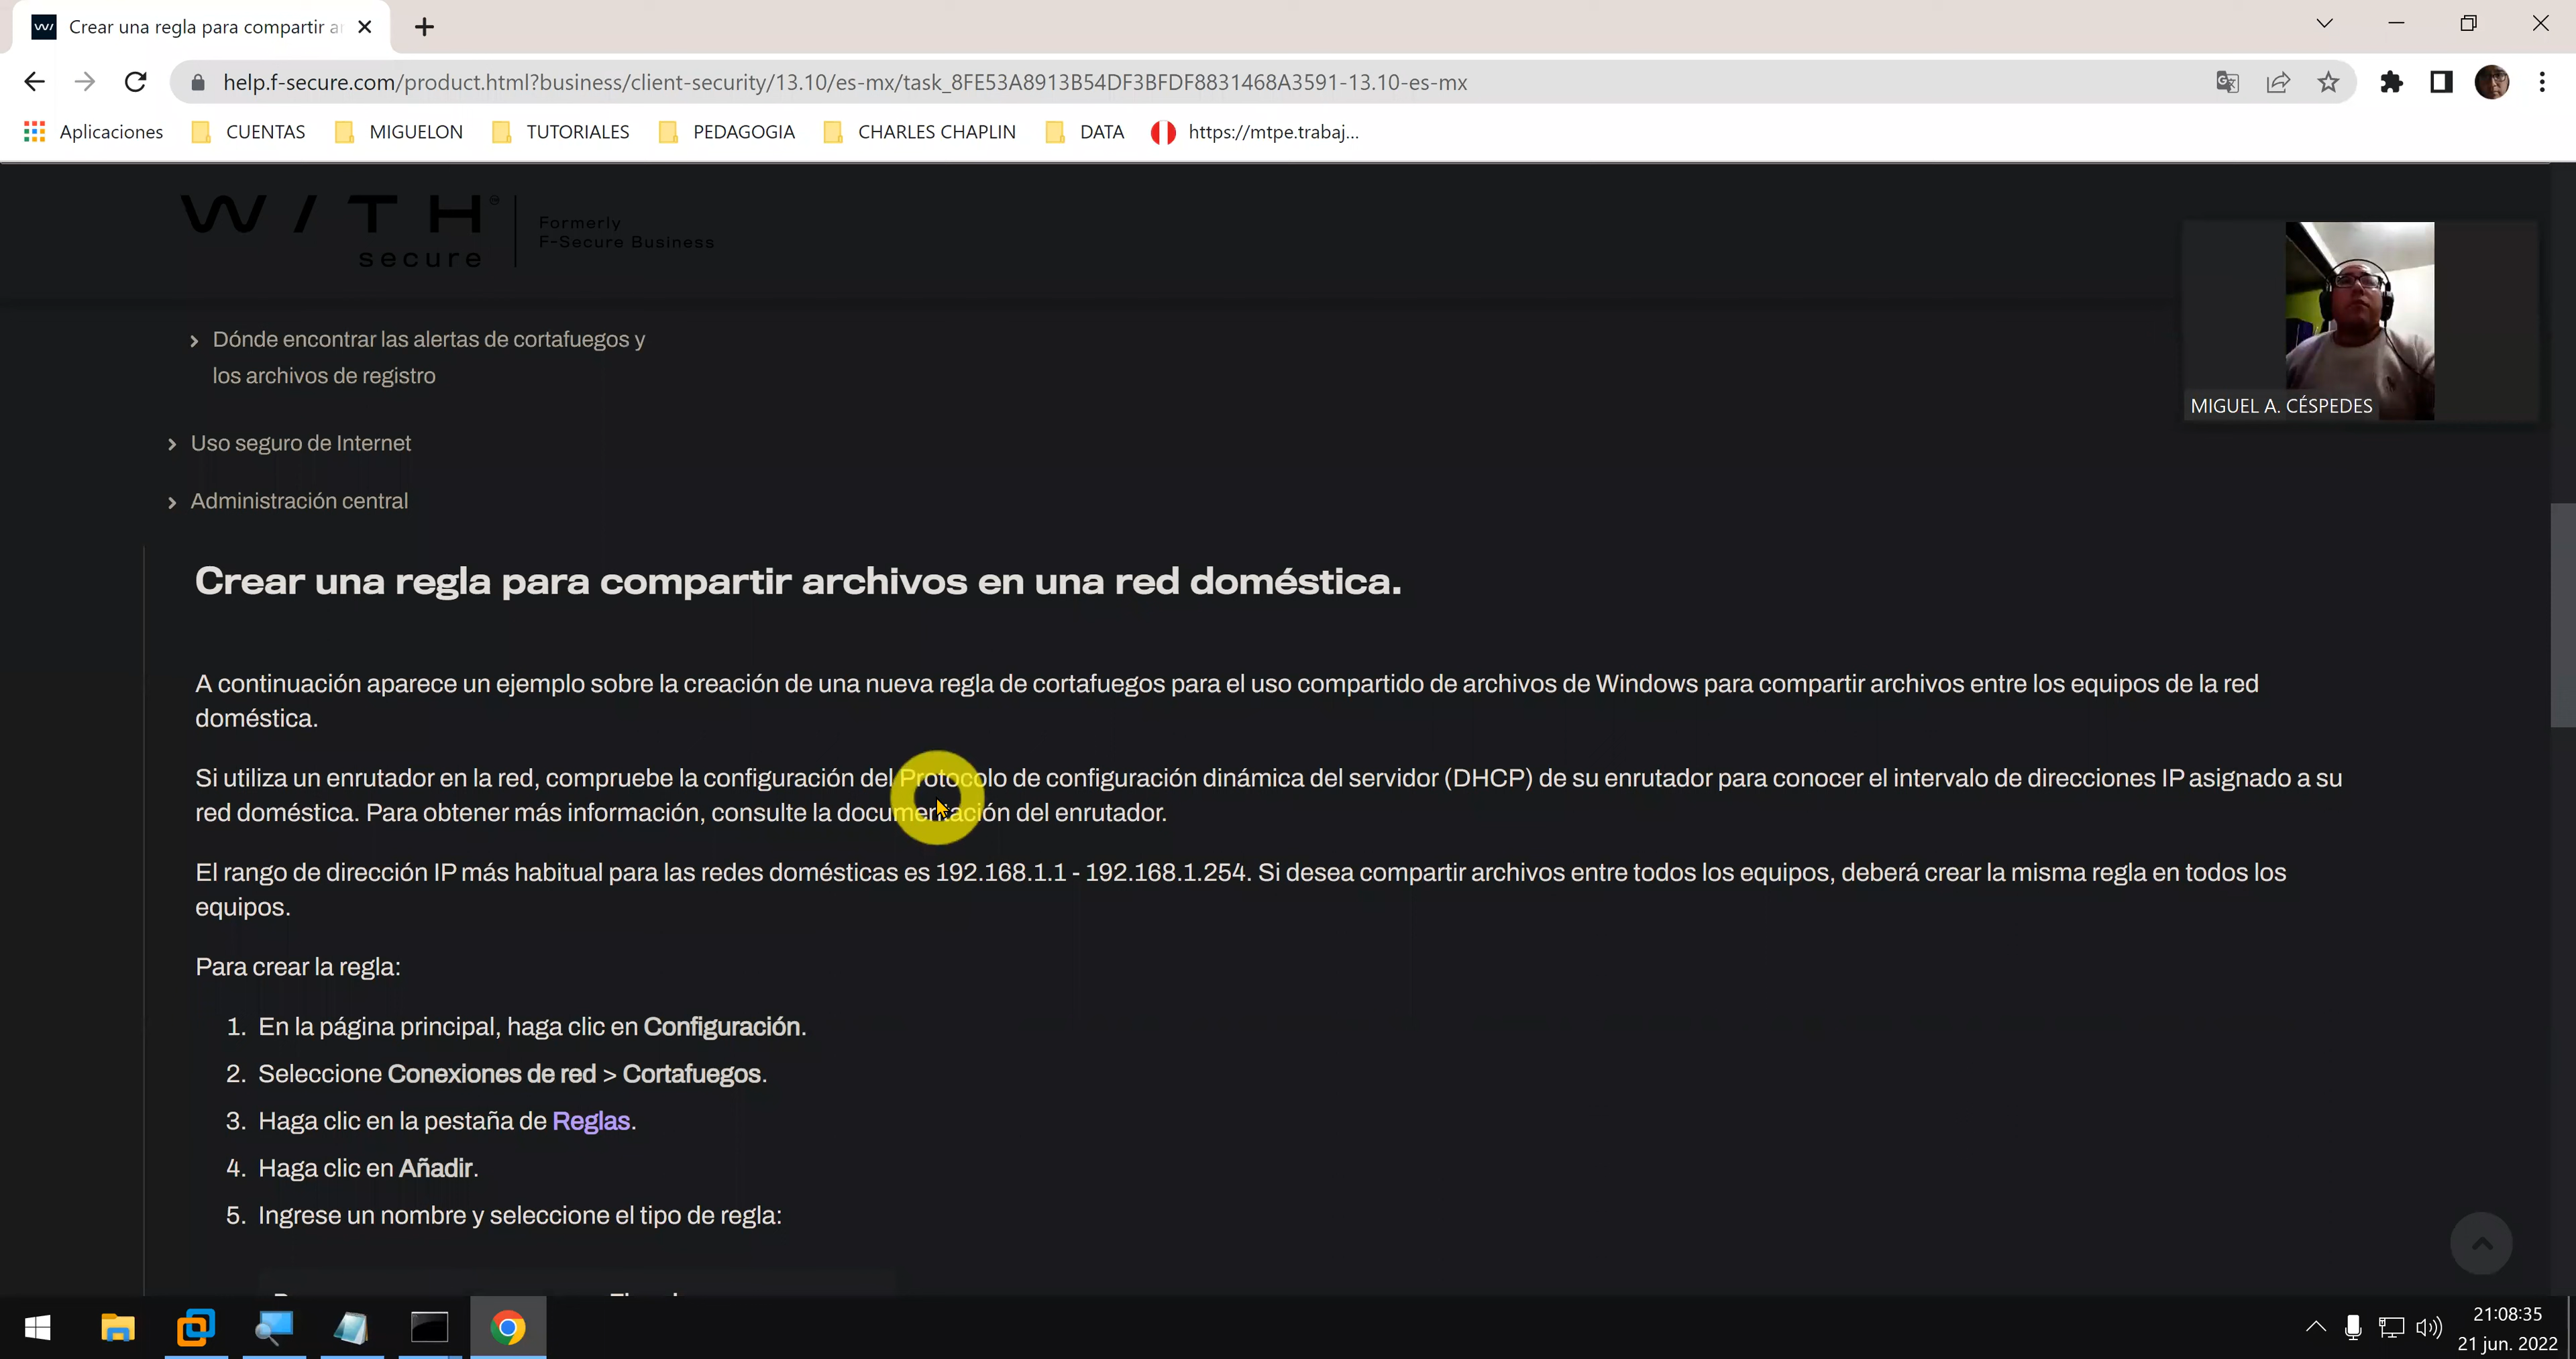 Crear una regla para compartir ar
help.f-secure.com/product.html?business/client-security/13.10/es-mx/task_8FE53A8913B54DF3BFDF8831468A3591-13.10-es-mx
Aplicaciones CUENTAS MIGUELON TUTORIALES PEDAGOGIA CHARLES CHAPLIN DATA https://mtpe.trabaj...
W / T H
secure
Formerly
F-Secure Business
MIGUEL A. CÉSPEDES
Dónde encontrar las alertas de cortafuegos y
los archivos de registro
Uso seguro de Internet
Administración central
Crear una regla para compartir archivos en una red doméstica.
A continuación aparece un ejemplo sobre la creación de una nueva regla de cortafuegos para el uso compartido de archivos de Windows para compartir archivos entre los equipos de la red
doméstica.
Si utiliza un enrutador en la red, compruebe la configuración del Protocolo de configuración dinámica del servidor (DHCP) de su enrutador para conocer el intervalo de direcciones IP asignado a su
red doméstica. Para obtener más información, consulte la documentación del enrutador.
El rango de dirección IP más habitual para las redes domésticas es 192.168.1.1 - 192.168.1.254. Si desea compartir archivos entre todos los equipos, deberá crear la misma regla en todos los
equipos.
Para crear la regla:
1. En la página principal, haga clic en Configuración.
2. Seleccione Conexiones de red > Cortafuegos.
3. Haga clic en la pestaña de Reglas.
4. Haga clic en Añadir.
5. Ingrese un nombre y seleccione el tipo de regla:
21:08:35
21 jun. 2022